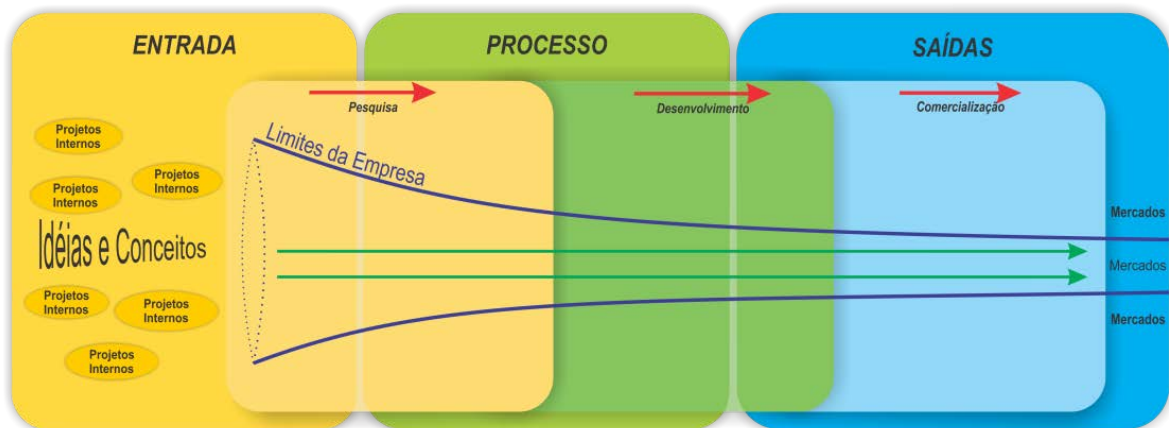 ENTRADA
PROCESSO
SAÍDAS
Pesquisa
Desenvolvimento
Comercialização
Limites da Empresa
Projetos
Internos
Projetos
Internos
Projetos
Internos
Idéias e Conceitos
Projetos
Internos
Projetos
Internos
Projetos
Internos
Mercados
Mercados
Mercados